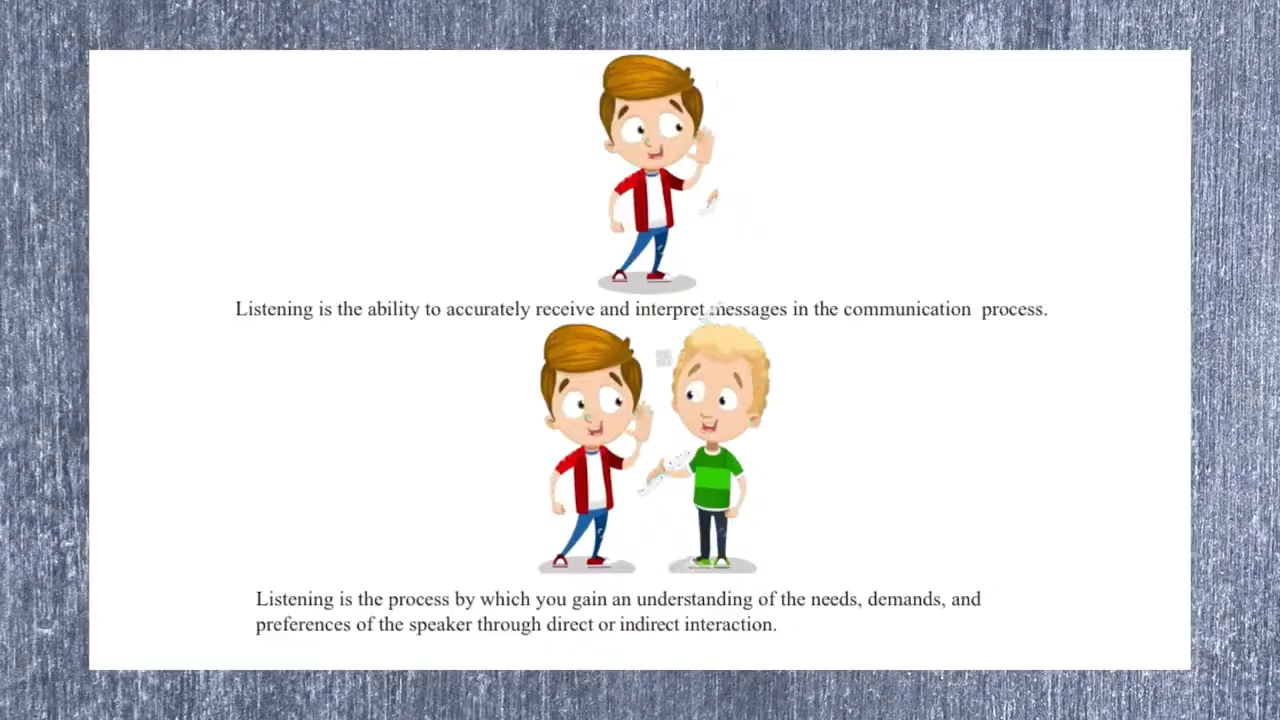 Listening is the ability to accurately receive and interpret messages in the communication process.
Listening is the process by which you gain an understanding of the needs, demands, and
preferences of the speaker through direct or indirect interaction.